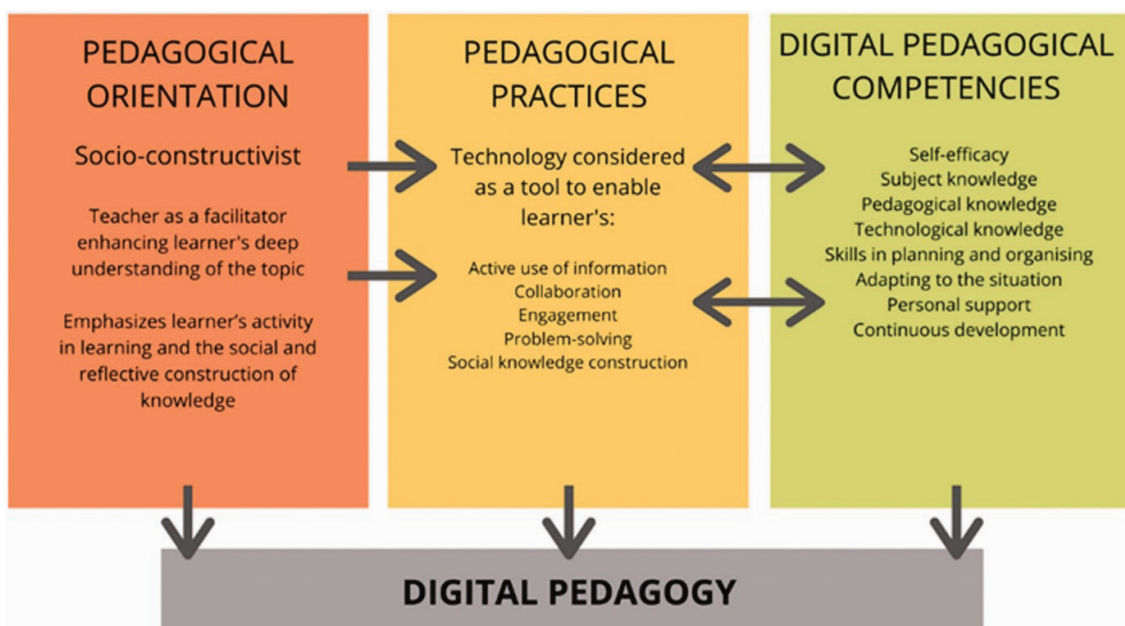 PEDAGOGICAL
ORIENTATION
Socio-constructivist
Teacher as a facilitator
enhancing learner's deep
understanding of the topic
Emphasizes learner's activity
in learning and the social and
reflective construction of
knowledge
PEDAGOGICAL
PRACTICES
Technology considered
as a tool to enable
learner's:
Active use of information
Collaboration
Engagement
Problem-solving
Social knowledge construction
DIGITAL PEDAGOGICAL
COMPETENCIES
Self-efficacy
Subject knowledge
Pedagogical knowledge
Technological knowledge
Skills in planning and organising
Adapting to the situation
Personal support
Continuous development
DIGITAL PEDAGOGY